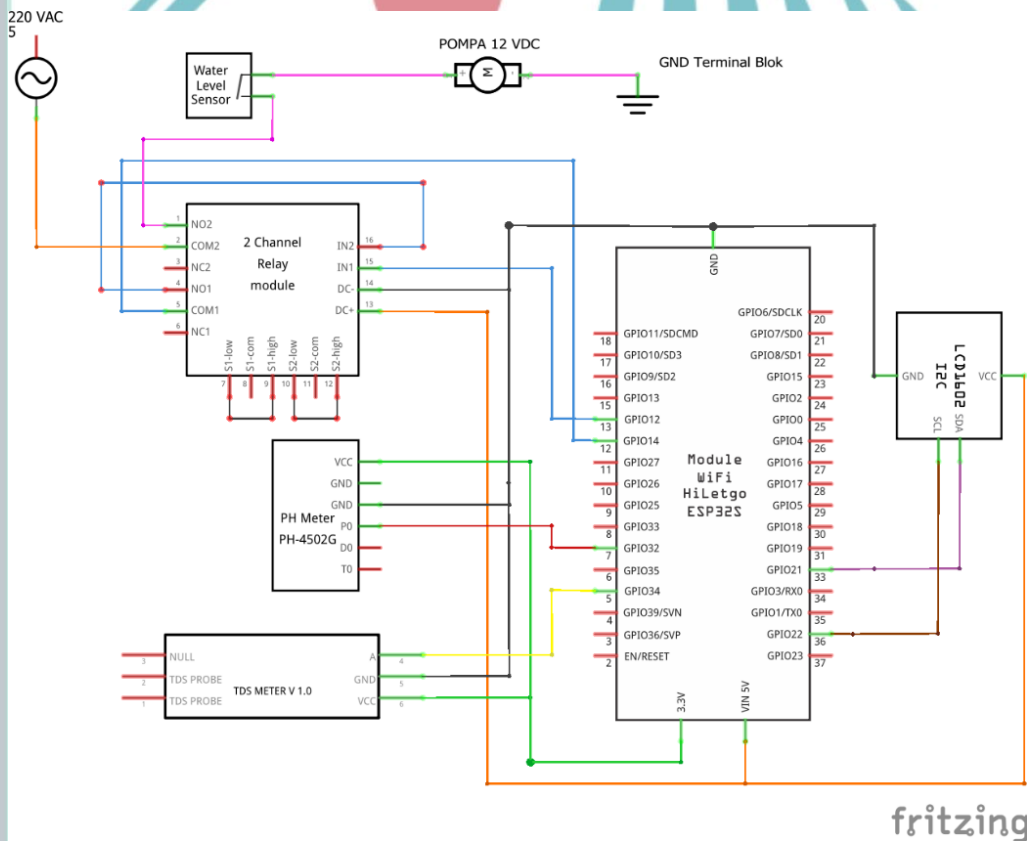 220 VAC
5
POMPA 12 VDC
GND Terminal Blok
Water
Level
Sensor
+ M -
1 NO2
2 COM2
3 NC2
4 NO1
5 COM1
6 NC1
2 Channel
Relay
module
IN2 16
IN1 15
DC- 14
DC+ 13
S1-low
S1-com
S1-high
S2-low
S2-com
S2-high
7 8 9 10 11 12
PH Meter
PH-4502G
VCC
GND
GND
P0
D0
T0
TDS METER V 1.0
3 NULL
2 TDS PROBE
1 TDS PROBE
A 4
GND 5
VCC 6
GND
Module
WiFi
HiLetgo
ESP32S
18 GPIO11/SDCMD
17 GPIO10/SD3
16 GPIO9/SD2
15 GPIO13
13 GPIO12
12 GPIO14
11 GPIO27
10 GPIO26
9 GPIO25
8 GPIO33
7 GPIO32
6 GPIO35
5 GPIO34
4 GPIO39/SVN
3 GPIO36/SVP
2 EN/RESET
GPIO6/SDCLK 20
GPIO7/SD0 21
GPIO8/SD1 22
GPIO15 23
GPIO2 24
GPIO0 25
GPIO4 26
GPIO16 27
GPIO17 28
GPIO5 29
GPIO18 30
GPIO19 31
GPIO21 33
GPIO3/RX0 34
GPIO1/TX0 35
GPIO22 36
GPIO23 37
3.3V
VIN 5V
LCD1602
I2C
GND
VCC
SCL
SDA
fritzing